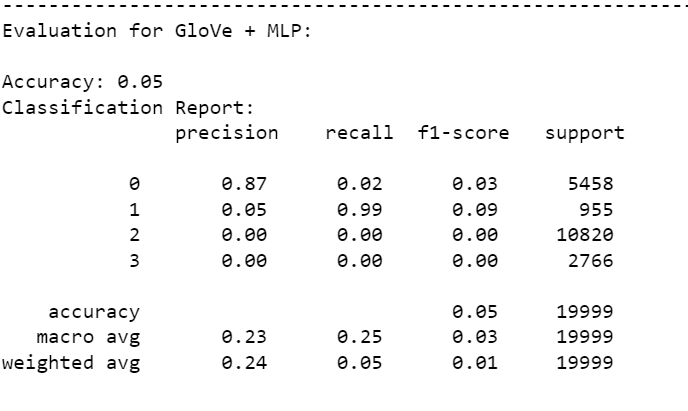 --------------------------------------------------------------------------------
Evaluation for GloVe + MLP:
Accuracy: 0.05
Classification Report:
precision recall f1-score support
0 0.87 0.02 0.03 5458
1 0.05 0.99 0.09 955
2 0.00 0.00 0.00 10820
3 0.00 0.00 0.00 2766
accuracy 0.05 19999
macro avg 0.23 0.25 0.03 19999
weighted avg 0.24 0.05 0.01 19999